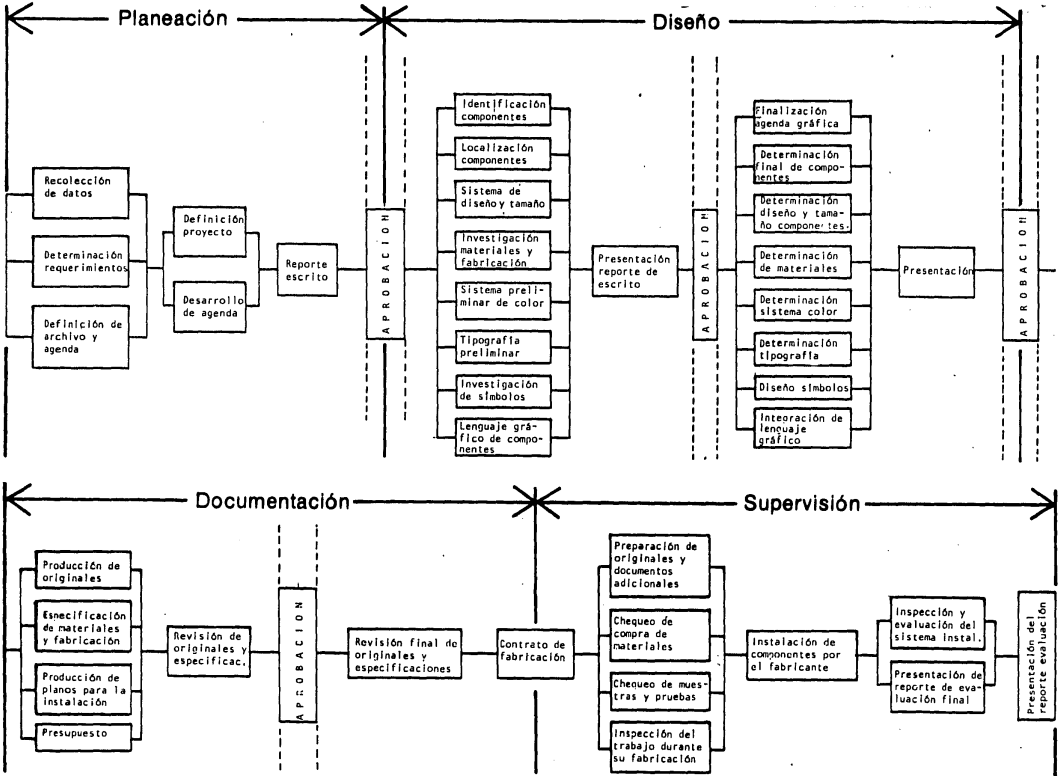 Planeación
Diseño
Recolección
de datos
Determinación
requerimientos
Definición de
archivo y
agenda
Definición
proyecto
Desarrollo
de agenda
Reporte
escrito
APROBACION
Identificación
componentes
Localización
componentes
Sistema de
diseño y tamaño
Investigación
materiales y
fabricación
Sistema preli-
minar de color
Tipografía
preliminar
Investigación
de símbolos
Lenguaje grá-
fico de compo-
nentes
Presentación
reporte de
escrito
APROBACION
Finalización
agenda gráfica
Determinación
final de compo-
nentes
Determinación
diseño y tama-
ño componentes.
Determinación
de materiales
Determinación
sistema color
Determinación
tipografía
Diseño símbolos
Integración de
lenguaje
gráfico
Presentación
APROBACION
Documentación
Supervisión
Producción de
originales
Especificación
de materiales
y fabricación
Producción de
planos para la
instalación
Presupuesto
Revisión de
originales y
especificac.
APROBACION
Revisión final de
originales y
especificaciones
Contrato de
fabricación
Preparación de
originales y
documentos
adicionales
Chequeo de
compra de
materiales
Chequeo de mues-
tras y pruebas
Inspección del
trabajo durante
su fabricación
Instalación de
componentes por
el fabricante
Inspección y
evaluación del
sistema instal.
Presentación de
reporte de eva-
luación final
Presentación del
reporte evaluación